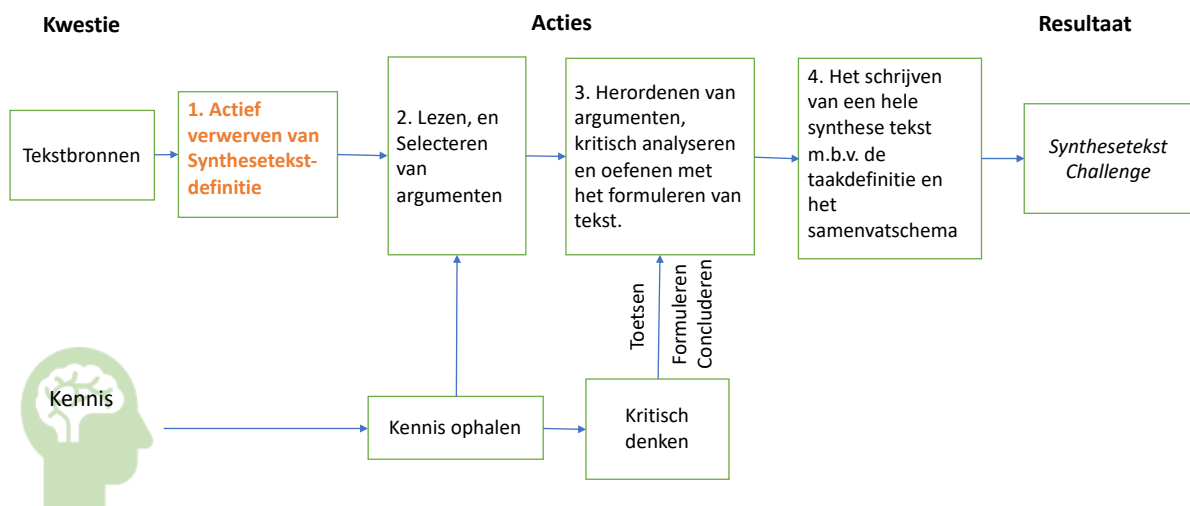 Kwestie
Acties
Resultaat
Tekstbronnen
1. Actief
verwerven van
Synthesetekst-
definitie
2. Lezen, en
Selecteren
van
argumenten
3. Herordenen van
argumenten,
kritisch analyseren
en oefenen met
het formuleren van
tekst.
4. Het schrijven
van een hele
synthese tekst
m.b.v. de
taakdefinitie en
het
samenvatschema
Synthesetekst
Challenge
Toetsen
Formuleren
Concluderen
Kennis
Kennis ophalen
Kritisch
denken